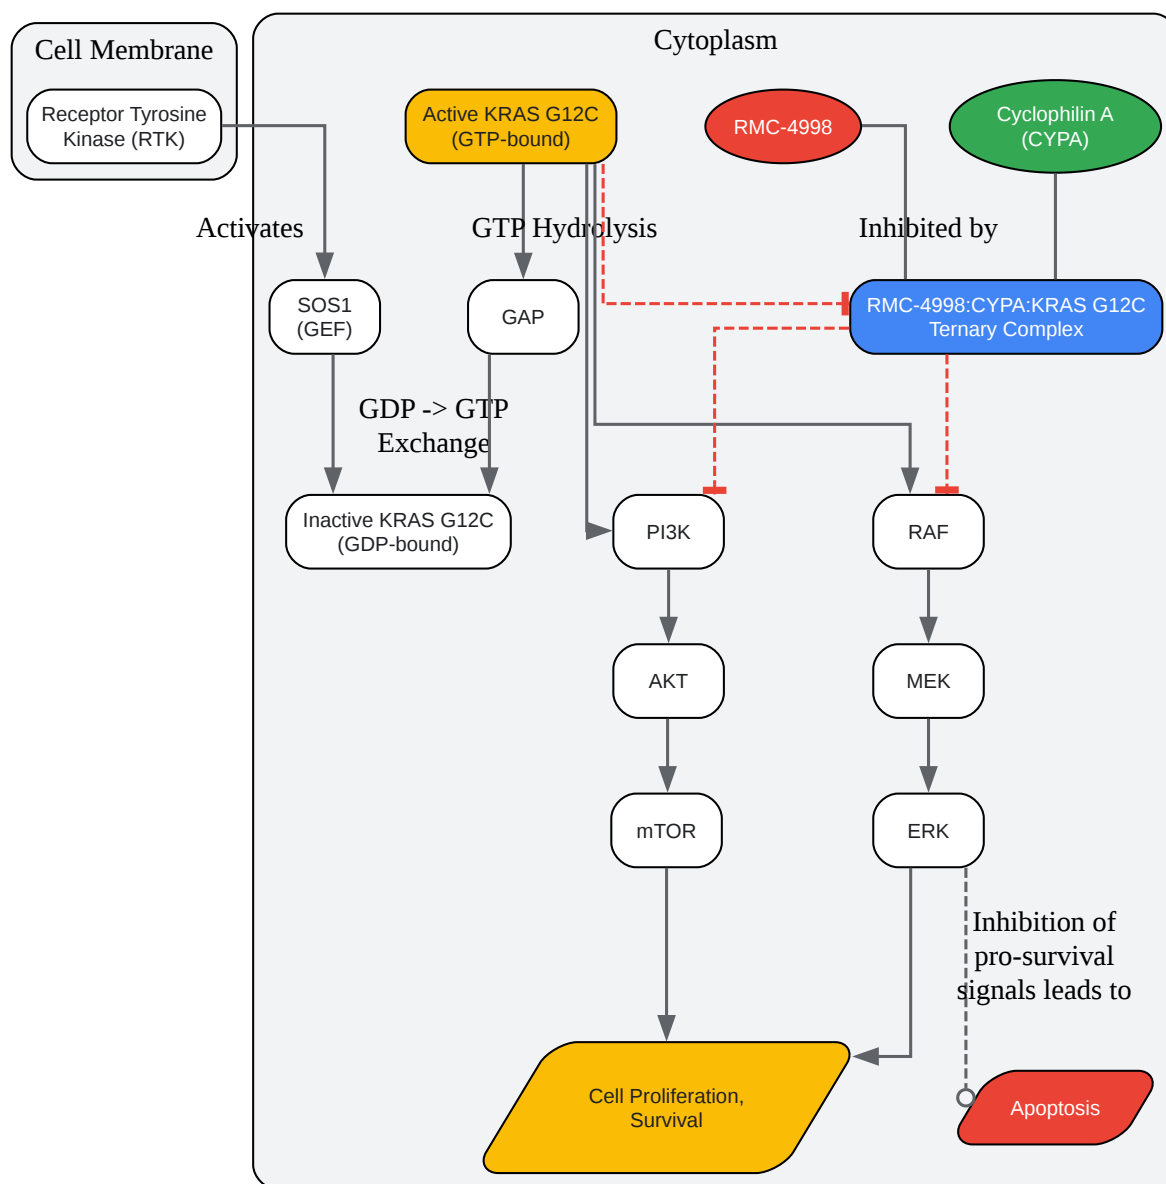 Cell Membrane
Cytoplasm
Receptor Tyrosine
Kinase (RTK)
Active KRAS G12C
(GTP-bound)
RMC-4998
Cyclophilin A
(CYPA)
Activates
GTP Hydrolysis
Inhibited by
SOS1
(GEF)
GAP
RMC-4998:CYPA:KRAS G12C
Ternary Complex
GDP -> GTP
Exchange
Inactive KRAS G12C
(GDP-bound)
PI3K
RAF
AKT
MEK
mTOR
ERK
Inhibition of
pro-survival
signals leads to
Cell Proliferation,
Survival
Apoptosis